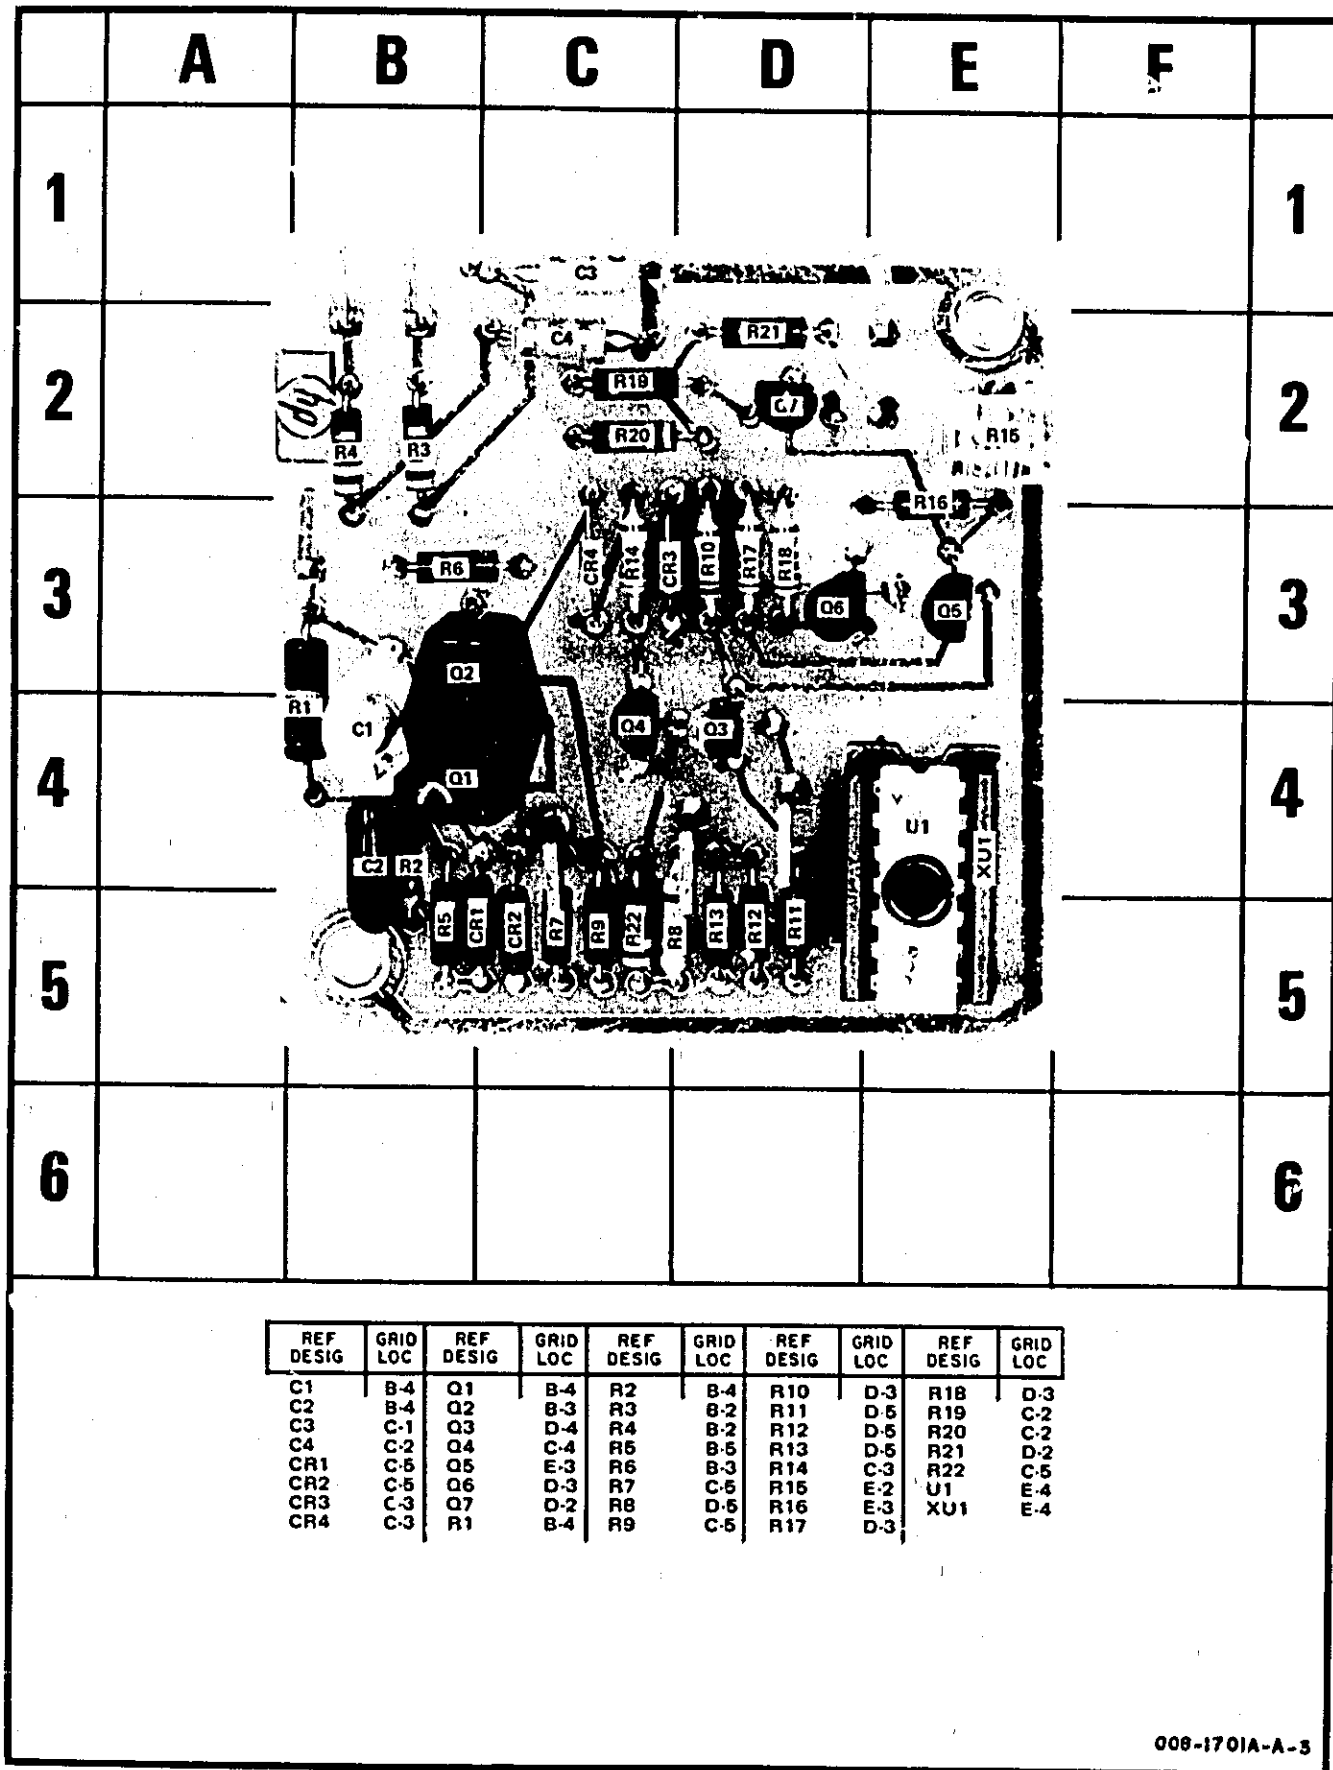 A B C D E F
1 1
C3
C4 R21
2 2
R19
C7
R20 R15
R4 R3
R16
R6 CR4 R14 CR3 R10 R17 R18
3 3
Q6 Q5
Q2
R1 C1 Q4 Q3
Q1
4 4
U1
C2 R2 XU1
R5 CR1 CR2 R7 R9 R22 R8 R13 R12 R11
5 5
6 6
REF DESIG GRID LOC REF DESIG GRID LOC REF DESIG GRID LOC REF DESIG GRID LOC REF DESIG GRID LOC
C1 B-4 Q1 B-4 R2 B-4 R10 D-3 R18 D-3
C2 B-4 Q2 B-3 R3 B-2 R11 D-5 R19 C-2
C3 C-1 Q3 D-4 R4 B-2 R12 D-5 R20 C-2
C4 C-2 Q4 C-4 R5 B-5 R13 D-5 R21 D-2
CR1 C-5 Q5 E-3 R6 B-3 R14 C-3 R22 C-5
CR2 C-5 Q6 D-3 R7 C-5 R15 E-2 U1 E-4
CR3 C-3 Q7 D-2 R8 D-5 R16 E-3 XU1 E-4
CR4 C-3 R1 B-4 R9 C-5 R17 D-3
008-1701A-A-3